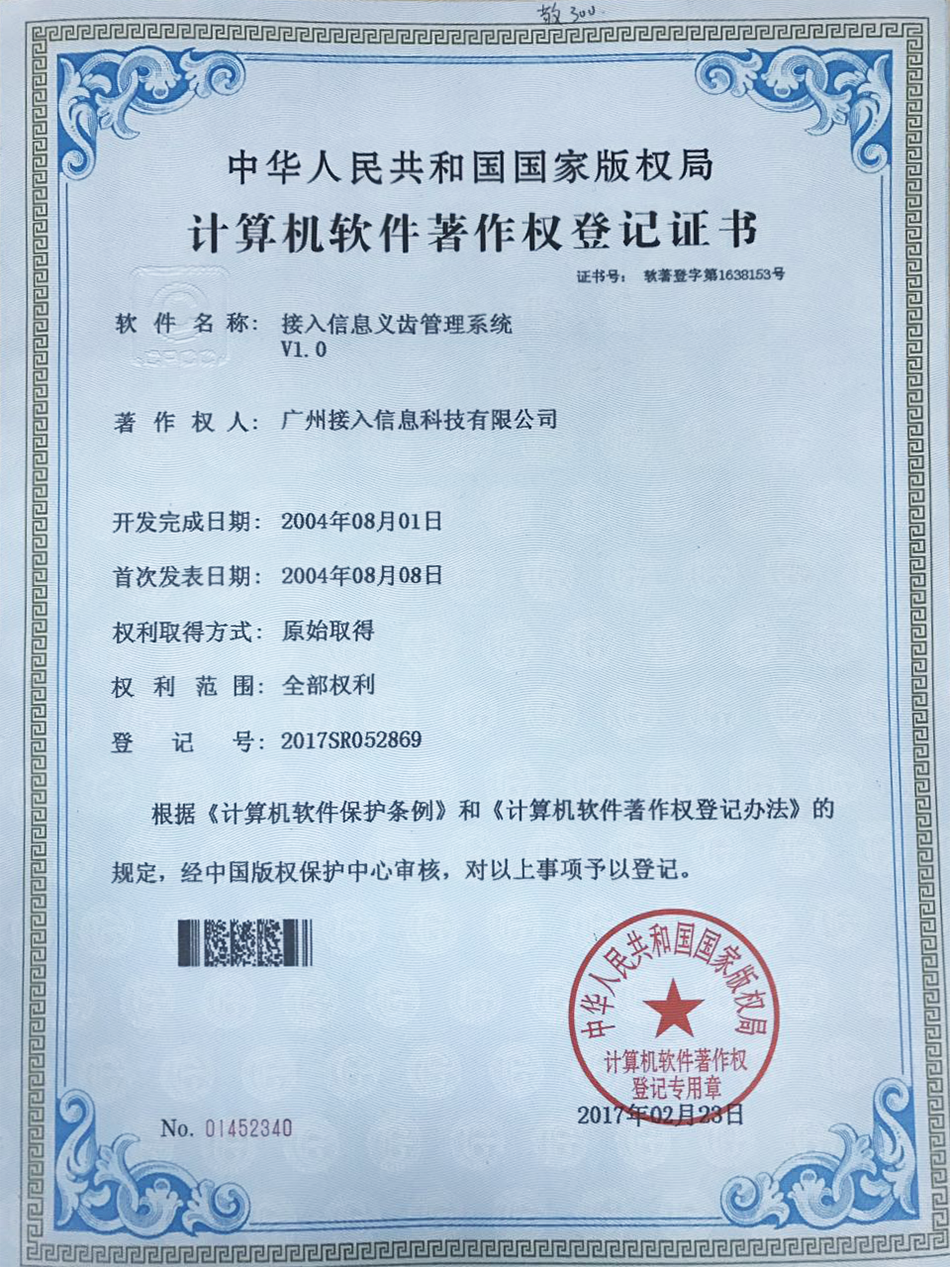 300
中华人民共和国国家版权局
计算机软件著作权登记证书
证书号： 软著登字第1638153号
软件名称： 接入信息义齿管理系统
V1.0
著作权人： 广州接入信息科技有限公司
开发完成日期： 2004年08月01日
首次发表日期： 2004年08月08日
权利取得方式： 原始取得
权利范围： 全部权利
登记号： 2017SR052869
根据《计算机软件保护条例》和《计算机软件著作权登记办法》的
规定，经中国版权保护中心审核，对以上事项予以登记。
中华人民共和国国家版权局
计算机软件著作权
登记专用章
2017年02月23日
No. 01452340